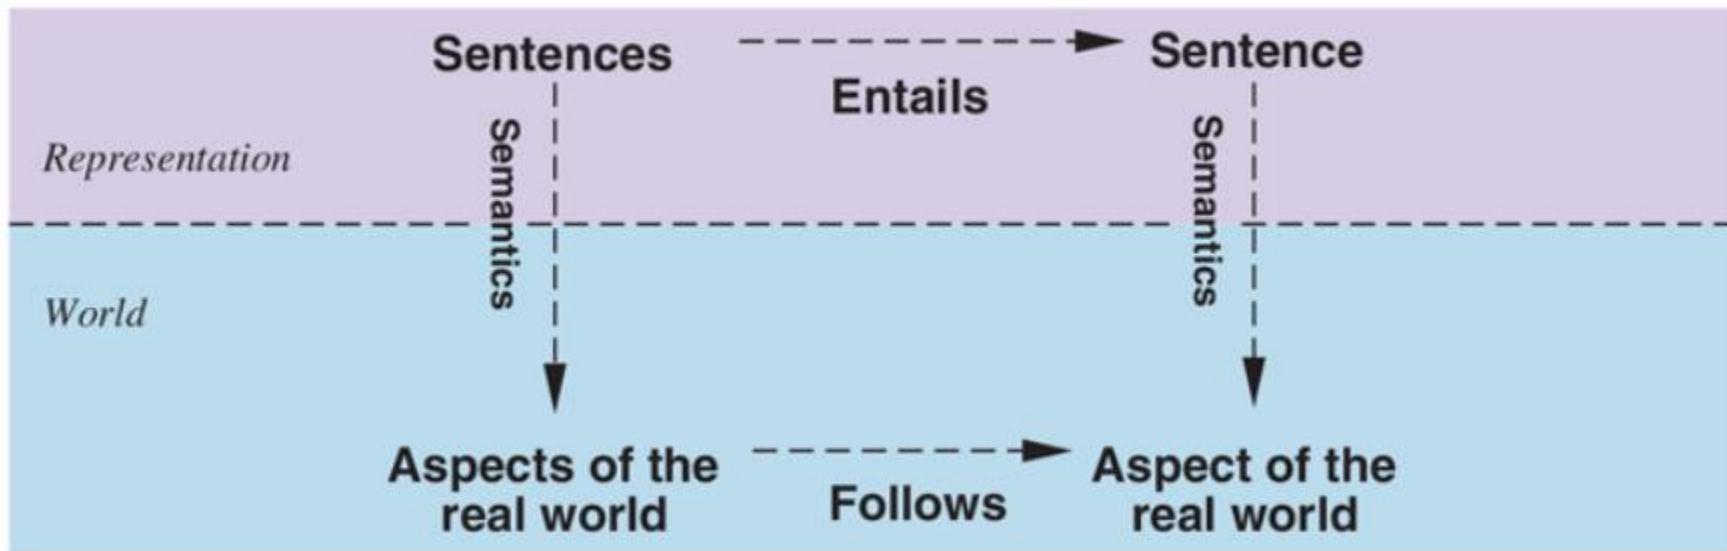 Sentences
Sentence
Entails
Semantics
Semantics
Representation
World
Aspects of the
real world
Follows
Aspect of the
real world